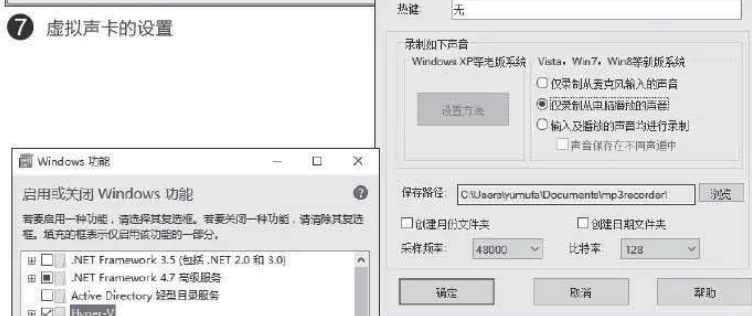 热键: 无
7 虚拟声卡的设置
录制如下声音
Windows XP等老版系统
设置方法
Vista, Win7, Win8等新版系统
仅录制从麦克风输入的声音
仅录制从电脑播放的声音
输入及播放的声音均进行录制
声音保存在不同声道中
保存路径: C:\Users\yumufa\Documents\mp3recorder\ 浏览
创建月份文件夹 创建日期文件夹
采样频率: 48000 比特率: 128
确定 取消 帮助
Windows 功能
启用或关闭 Windows 功能
若要启用一种功能，请选择其复选框。若要关闭一种功能，请清除其复选
框。填充的框表示仅启用该功能的一部分。
.NET Framework 3.5 (包括 .NET 2.0 和 3.0)
.NET Framework 4.7 高级服务
Active Directory 轻型目录服务
Hyper-V